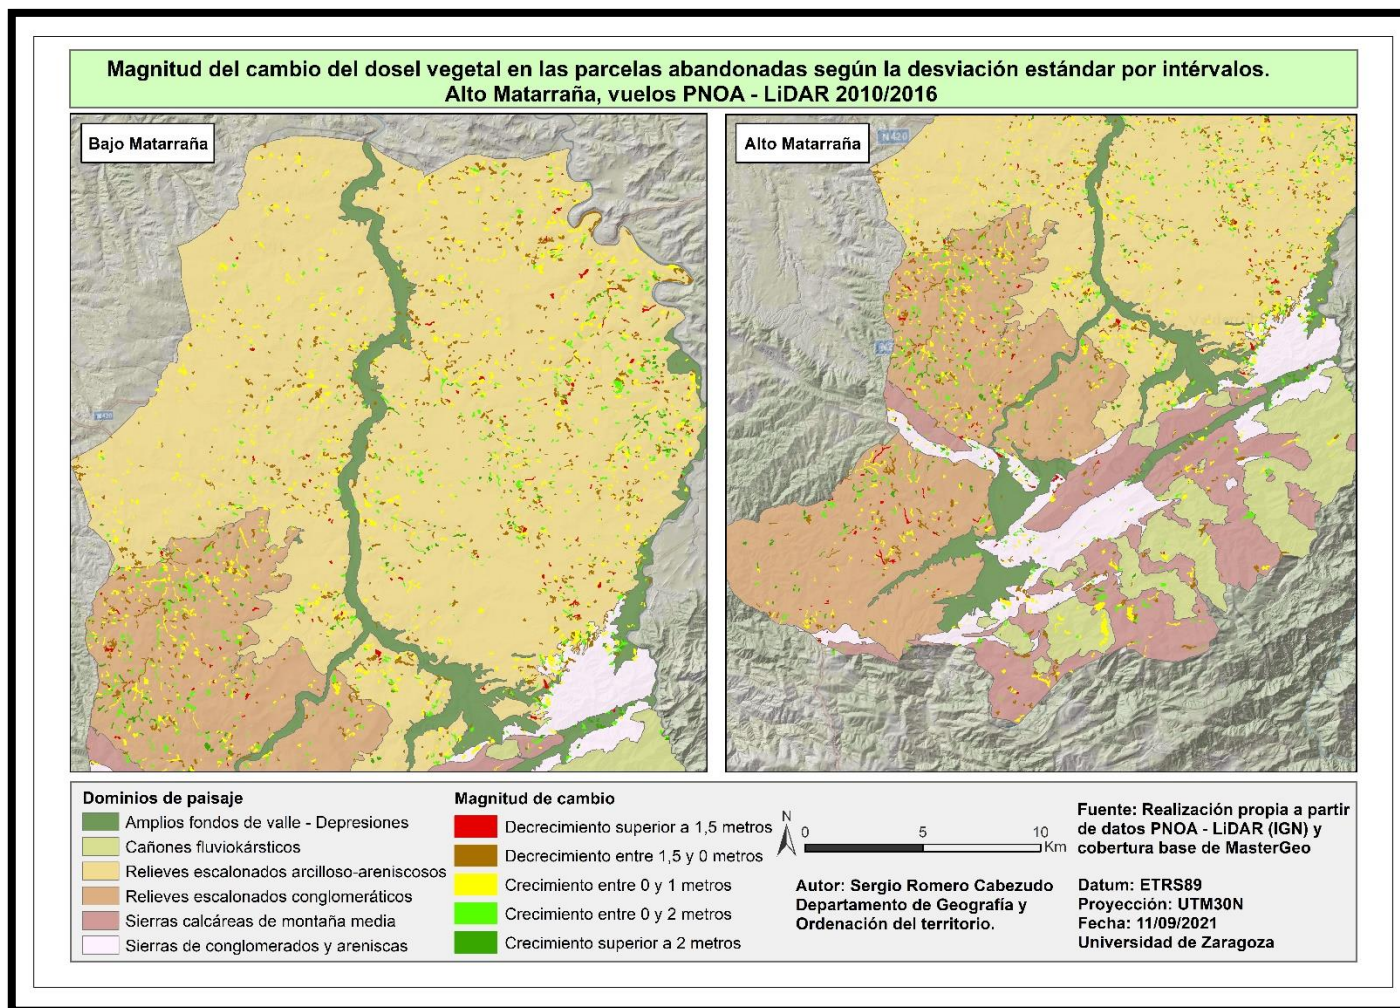 Magnitud del cambio del dosel vegetal en las parcelas abandonadas según la desviación estándar por intérvalos.
Alto Matarraña, vuelos PNOA - LiDAR 2010/2016
Bajo Matarraña
Alto Matarraña
N 420
Dominios de paisaje
Amplios fondos de valle - Depresiones
Cañones fluviokársticos
Relieves escalonados arcilloso-areniscosos
Relieves escalonados conglomeráticos
Sierras calcáreas de montaña media
Sierras de conglomerados y areniscas
Magnitud de cambio
Decrecimiento superior a 1,5 metros
Decrecimiento entre 1,5 y 0 metros
Crecimiento entre 0 y 1 metros
Crecimiento entre 0 y 2 metros
Crecimiento superior a 2 metros
N
0 5 10
Km
Autor: Sergio Romero Cabezudo
Departamento de Geografía y
Ordenación del territorio.
Fuente: Realización propia a partir
de datos PNOA - LiDAR (IGN) y
cobertura base de MasterGeo
Datum: ETRS89
Proyección: UTM30N
Fecha: 11/09/2021
Universidad de Zaragoza